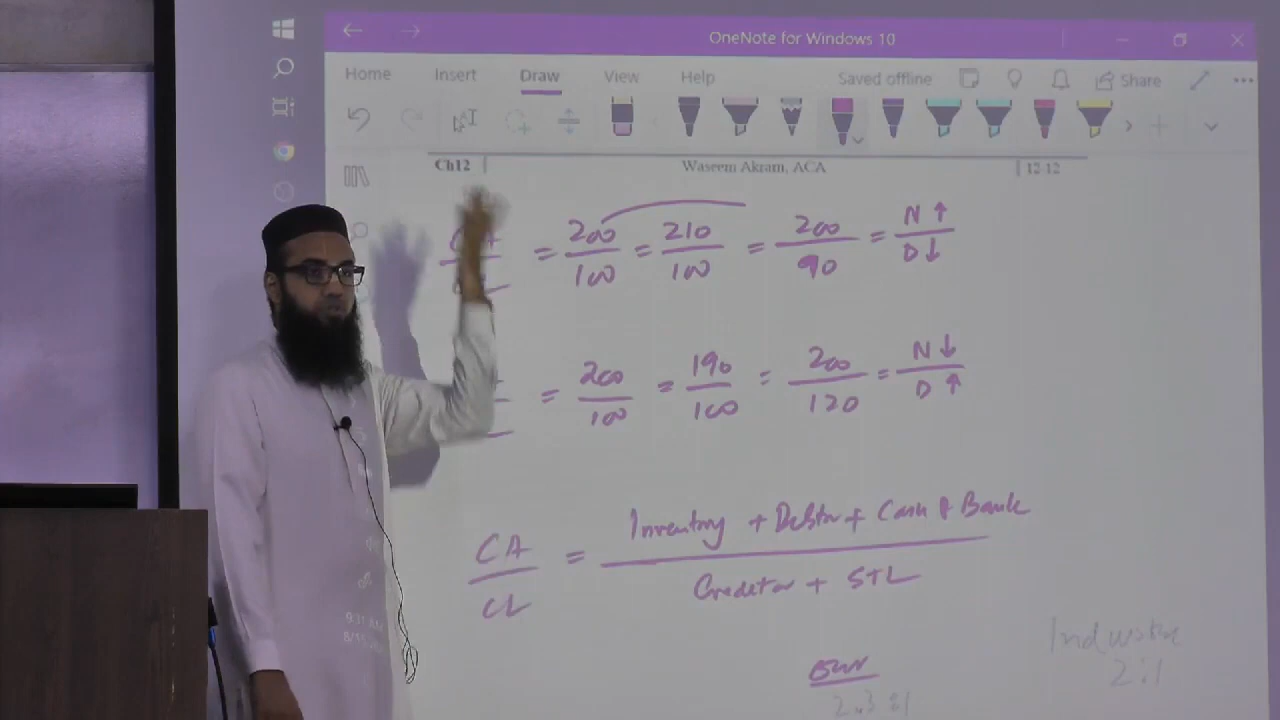 OneNote for Windows 10
Home Insert Draw View Help Saved offline Share
Ch12 Waseem Akram, ACA 12-12
= 200/100 = 210/100 = 200/90 = N↑/D↓
= 200/100 = 190/100 = 200/120 = N↓/D↑
CA/CL = Inventory + Debtor + Cash & Bank / Creditor + STL
2:1